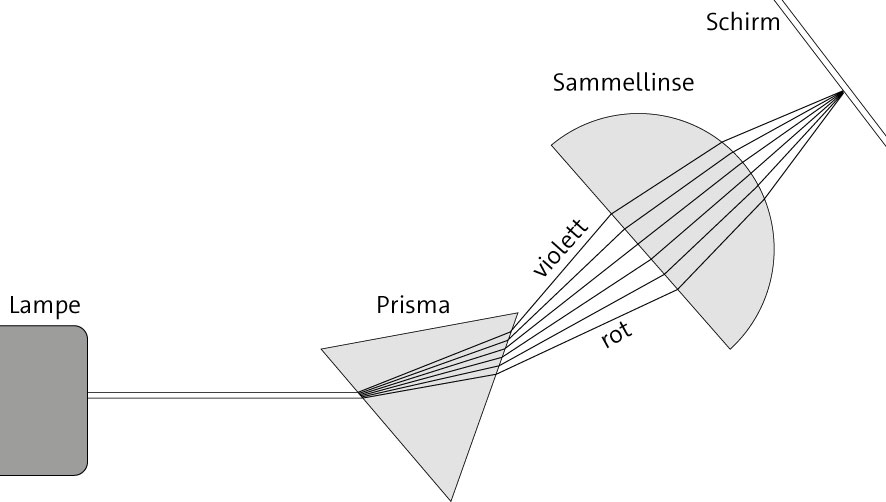 Schirm
Sammellinse
violett
Lampe
Prisma
rot